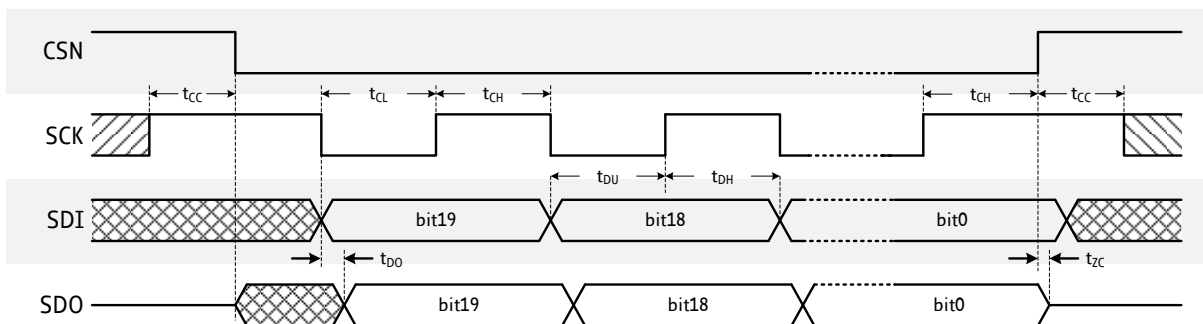 CSN
tCC
tCL
tCH
tCH
tCC
SCK
tDU
tDH
SDI
bit19
bit18
bit0
tDO
tZC
SDO
bit19
bit18
bit0